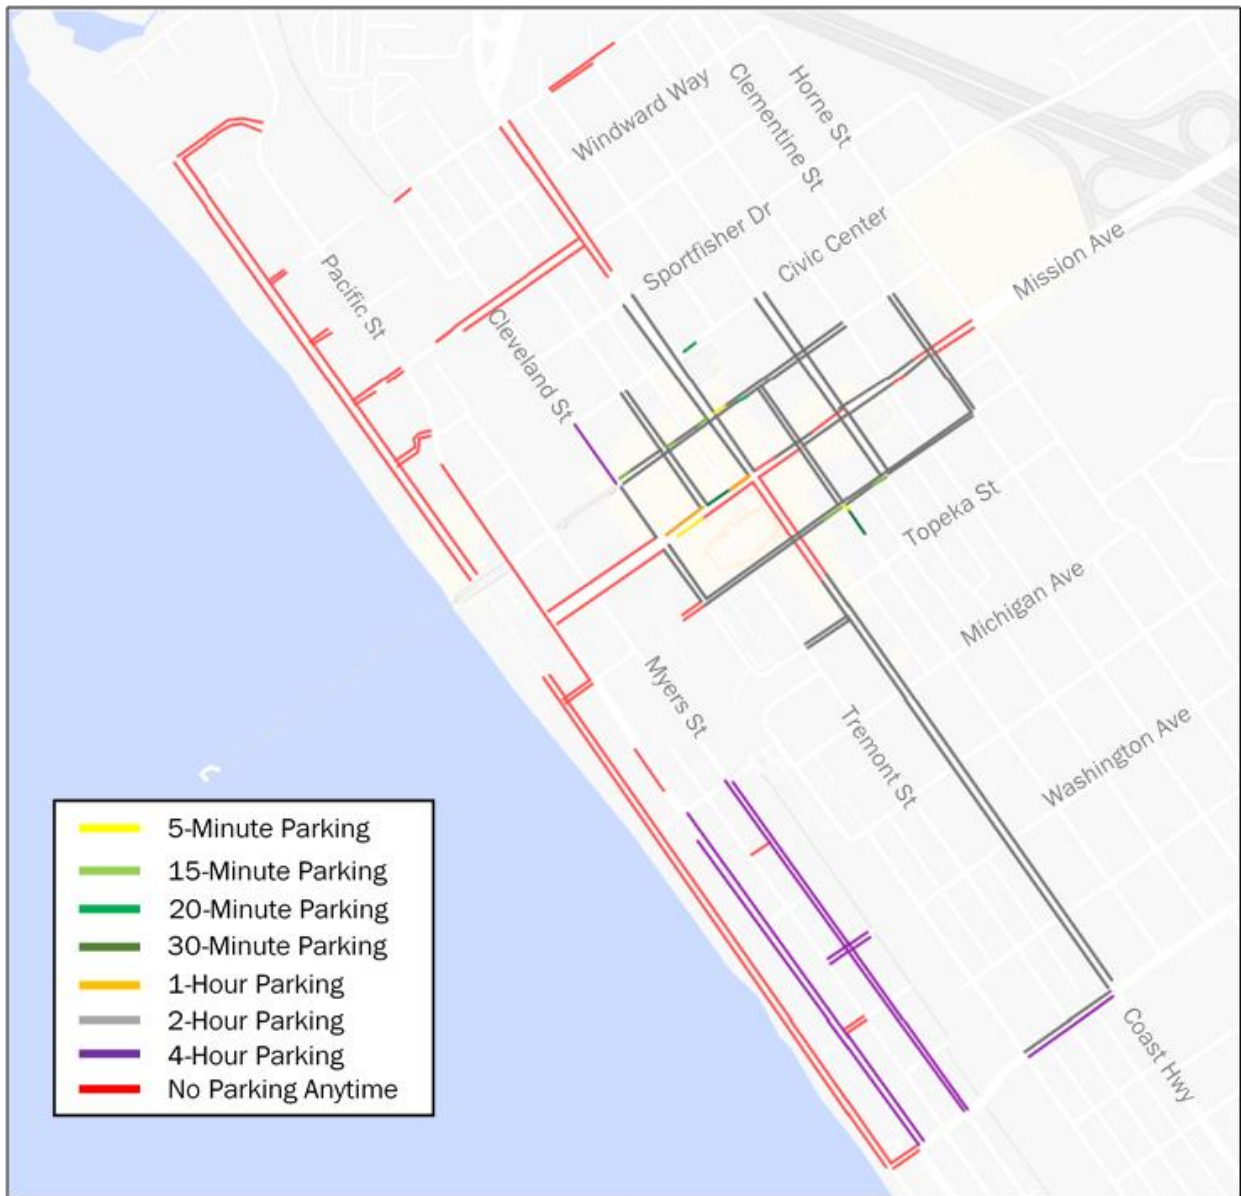 Horne St
Clementine St
Windward Way
Sportfisher Dr
Civic Center
Mission Ave
Pacific St
Cleveland St
Topeka St
Michigan Ave
Myers St
Tremont St
Washington Ave
Coast Hwy
5-Minute Parking
15-Minute Parking
20-Minute Parking
30-Minute Parking
1-Hour Parking
2-Hour Parking
4-Hour Parking
No Parking Anytime